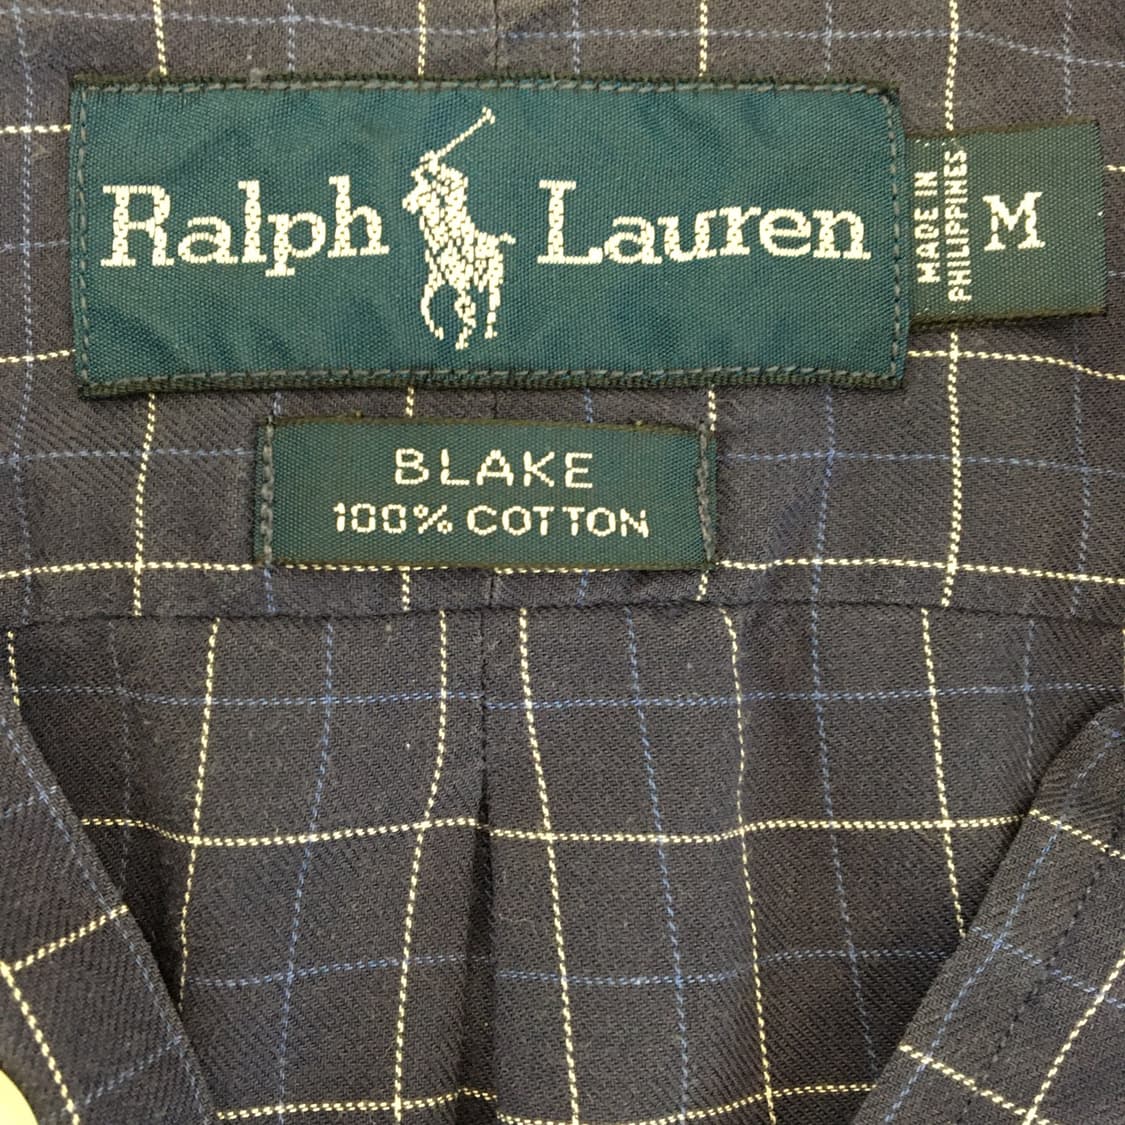 Ralph Lauren
MADE IN
PHILIPPINES
M
BLAKE
100% COTTON